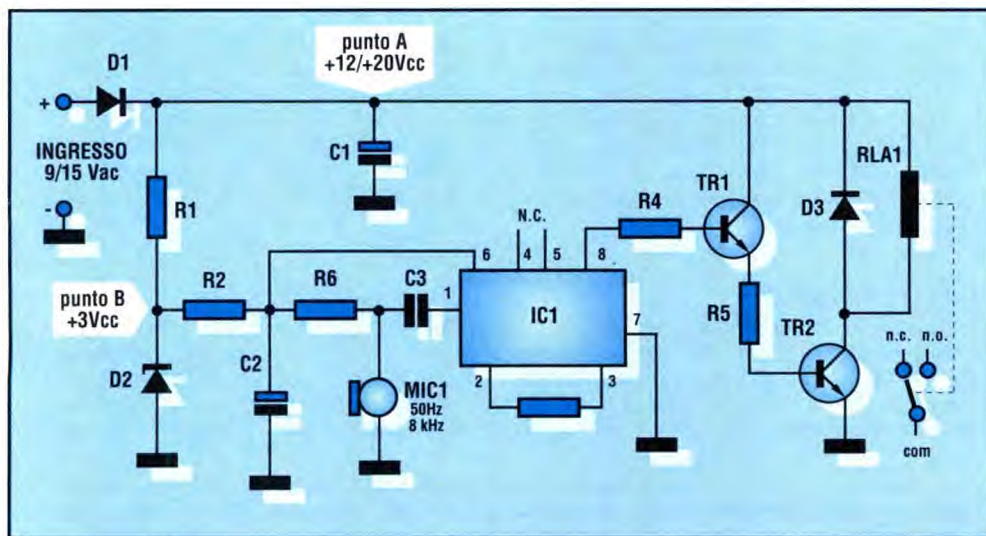 punto A
+12/+20Vcc
D1
+
INGRESSO
9/15 Vac
-
R1
C1
RLA1
TR1
R4
D3
N.C.
6
4
5
8
punto B
+3Vcc
R2
R6
C3
1
IC1
7
R5
TR2
n.c.
n.o.
D2
C2
MIC1
50Hz
8 kHz
2
3
com